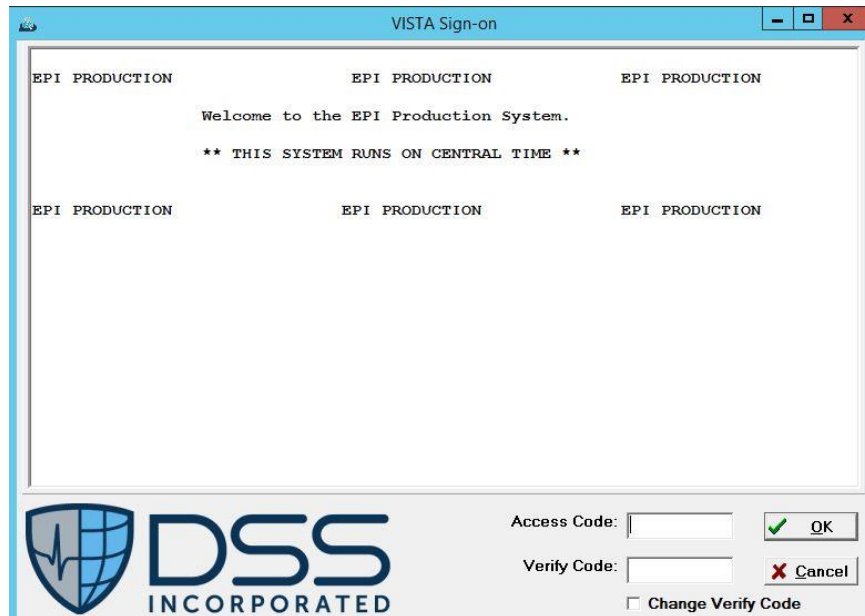 VISTA Sign-on
EPI PRODUCTION EPI PRODUCTION EPI PRODUCTION
Welcome to the EPI Production System.
** THIS SYSTEM RUNS ON CENTRAL TIME **
EPI PRODUCTION EPI PRODUCTION EPI PRODUCTION
DSS
INCORPORATED
Access Code:
OK
Verify Code:
Cancel
Change Verify Code